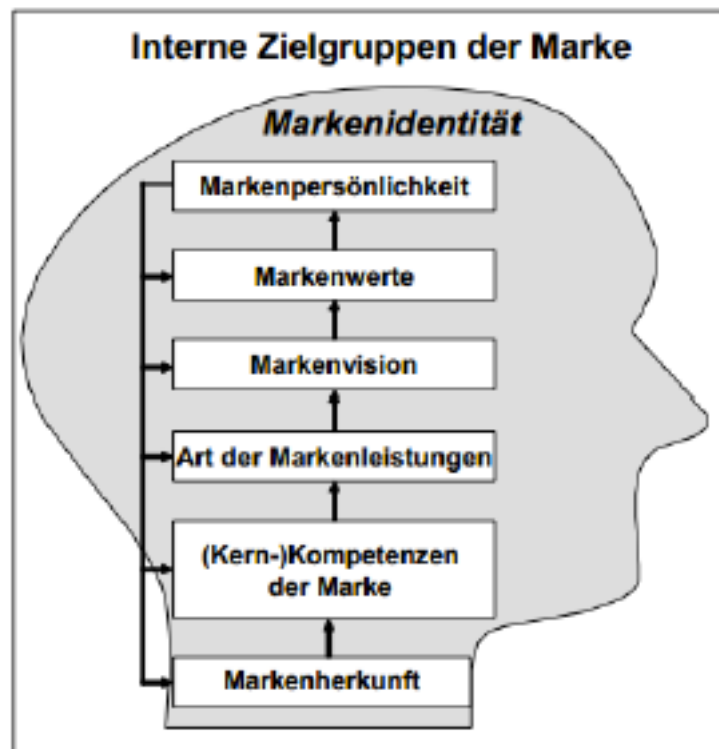 Interne Zielgruppen der Marke
Markenidentität
Markenpersönlichkeit
Markenwerte
Markenvision
Art der Markenleistungen
(Kern-)Kompetenzen
der Marke
Markenherkunft